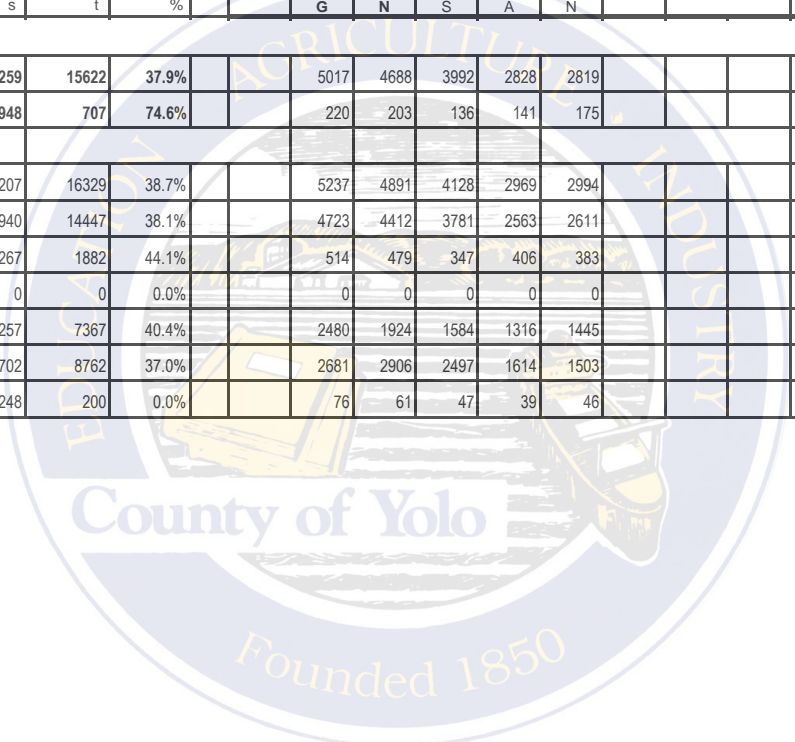 s t % G N S A N
259 15622 37.9% 5017 4688 3992 2828 2819
948 707 74.6% 220 203 136 141 175
207 16329 38.7% 5237 4891 4128 2969 2994
940 14447 38.1% 4723 4412 3781 2563 2611
267 1882 44.1% 514 479 347 406 383
0 0 0.0% 0 0 0 0 0
257 7367 40.4% 2480 1924 1584 1316 1445
702 8762 37.0% 2681 2906 2497 1614 1503
248 200 0.0% 76 61 47 39 46
EDUCATION · AGRICULTURE · INDUSTRY
County of Yolo
Founded 1850